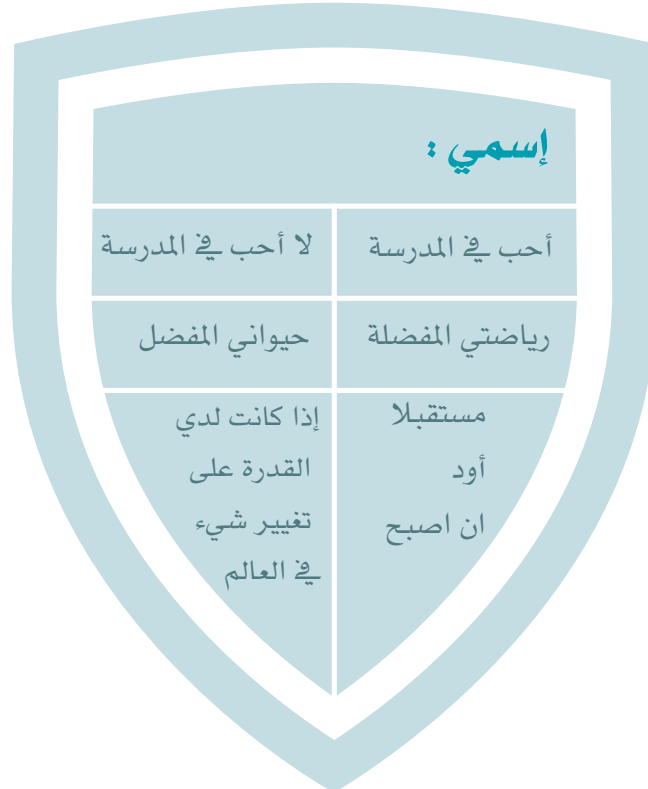 إسمي :
أحب في المدرسة
لا أحب في المدرسة
رياضتي المفضلة
حيواني المفضل
مستقبلا
أود
ان اصبح
إذا كانت لدي
القدرة على
تغيير شيء
في العالم